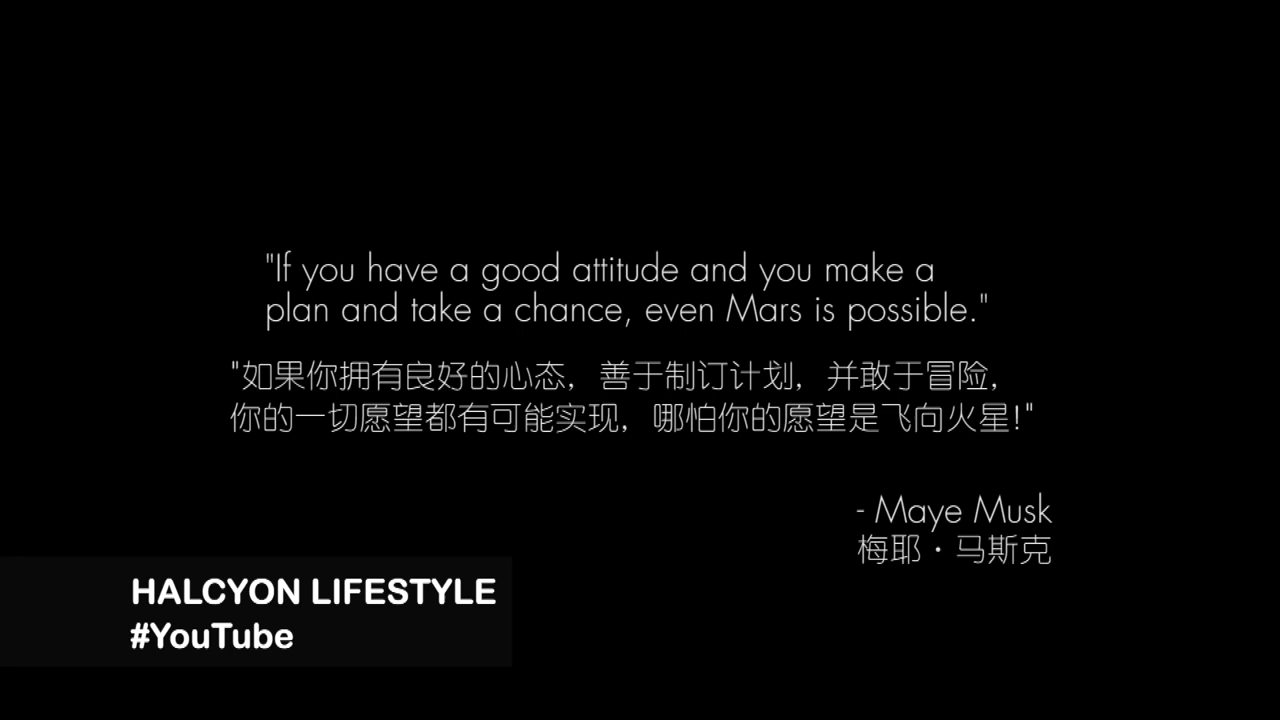 "If you have a good attitude and you make a
plan and take a chance, even Mars is possible."
"如果你拥有良好的心态，善于制订计划，并敢于冒险，
你的一切愿望都有可能实现，哪怕你的愿望是飞向火星!"
- Maye Musk
梅耶·马斯克
HALCYON LIFESTYLE
#YouTube